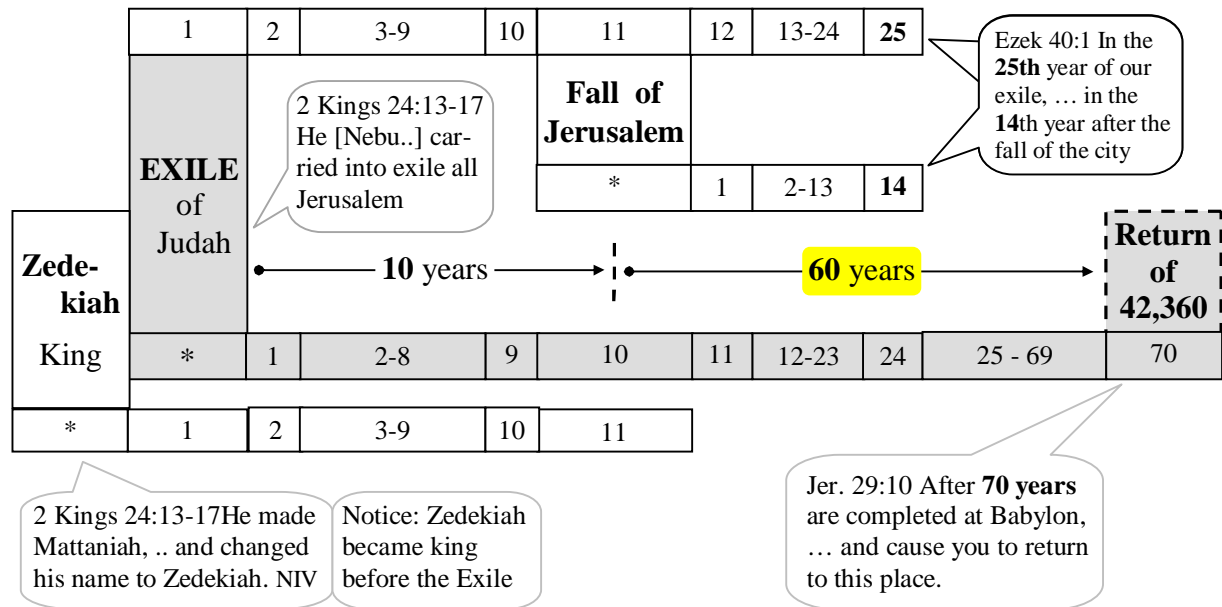 1 2 3-9 10 11 12 13-24 25
Ezek 40:1 In the
25th year of our
exile, … in the
14th year after the
fall of the city
2 Kings 24:13-17
He [Nebu..] car-
ried into exile all
Jerusalem
Fall of
Jerusalem
EXILE
of
Judah
* 1 2-13 14
Zede-
kiah
King
10 years
60 years
Return
of
42,360
* 1 2-8 9 10 11 12-23 24 25 - 69 70
* 1 2 3-9 10 11
2 Kings 24:13-17He made
Mattaniah, .. and changed
his name to Zedekiah. NIV
Notice: Zedekiah
became king
before the Exile
Jer. 29:10 After 70 years
are completed at Babylon,
… and cause you to return
to this place.